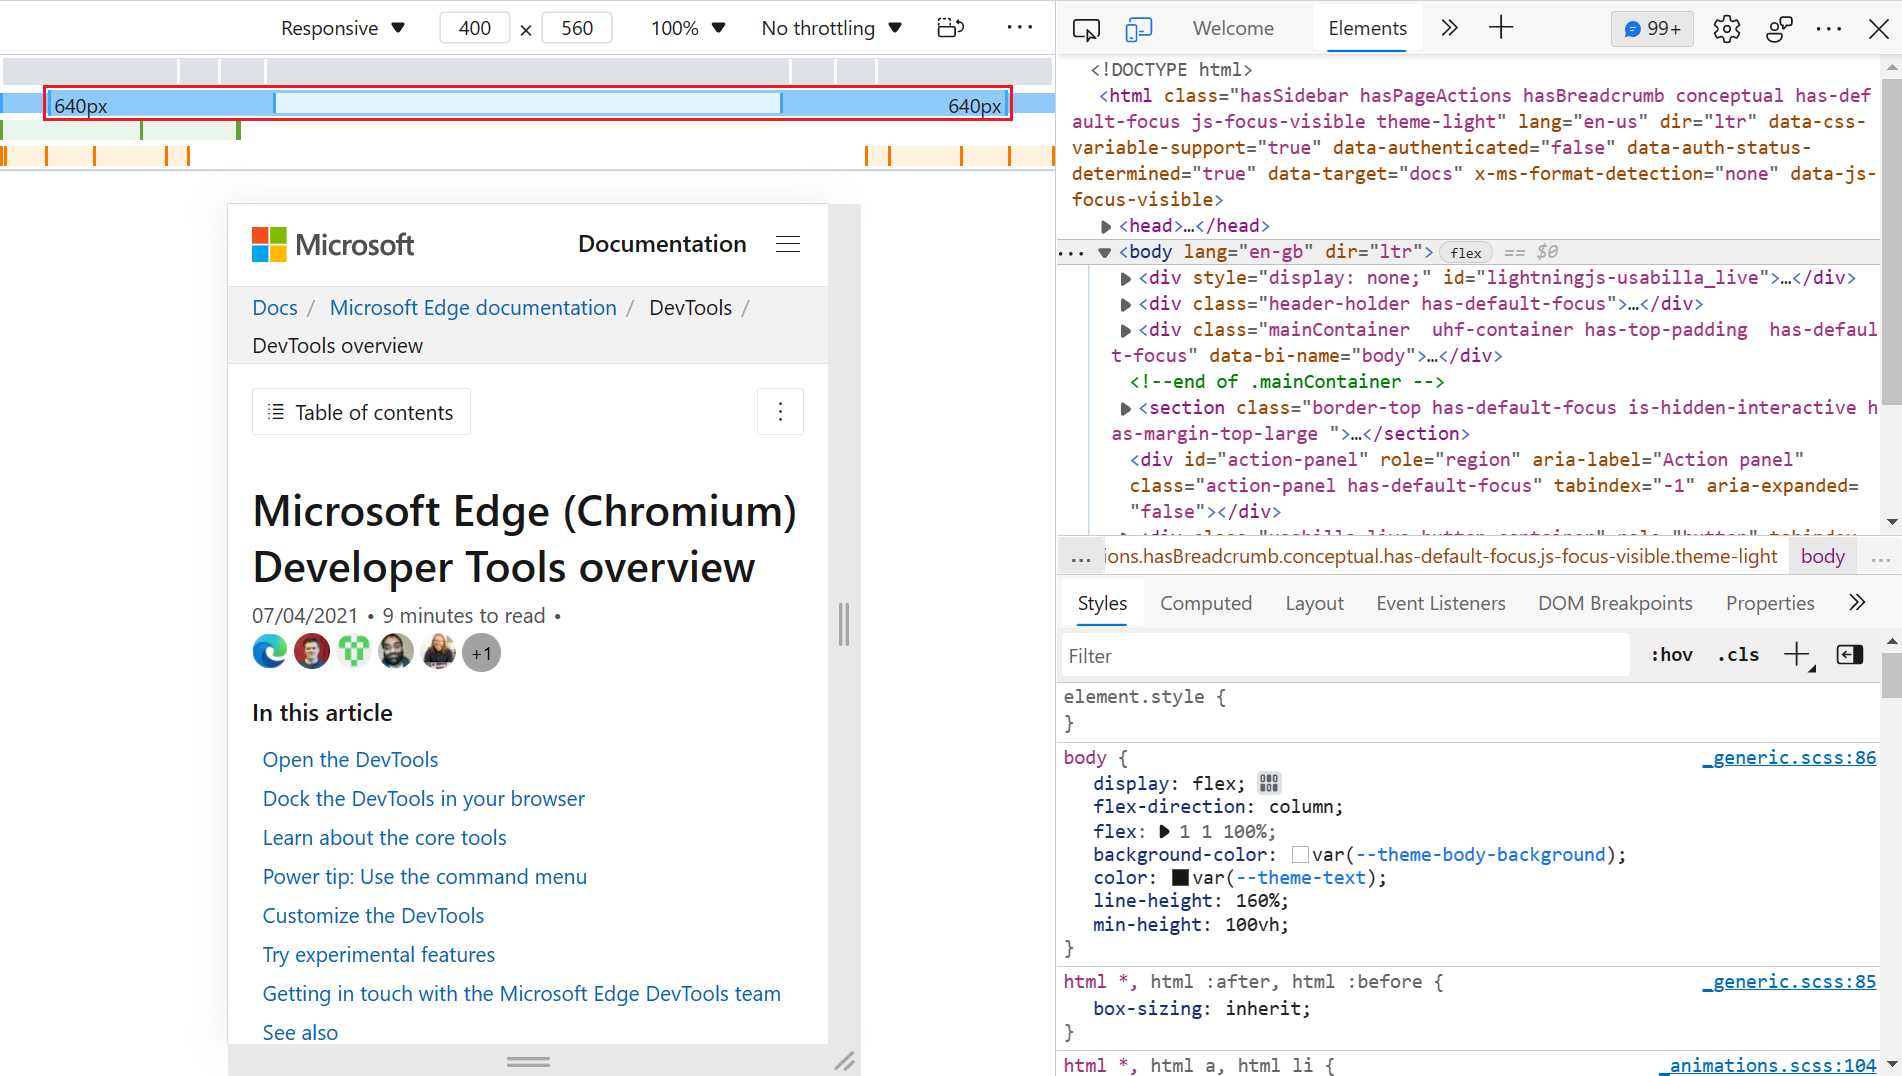 Responsive 400 × 560 100% No throttling
640px 640px
Microsoft Documentation
Docs / Microsoft Edge documentation / DevTools /
DevTools overview
Table of contents
Microsoft Edge (Chromium)
Developer Tools overview
07/04/2021 • 9 minutes to read •
+1
In this article
Open the DevTools
Dock the DevTools in your browser
Learn about the core tools
Power tip: Use the command menu
Customize the DevTools
Try experimental features
Getting in touch with the Microsoft Edge DevTools team
See also
Welcome Elements 99+
<!DOCTYPE html>
<html class="hasSidebar hasPageActions hasBreadcrumb conceptual has-def
ault-focus js-focus-visible theme-light" lang="en-us" dir="ltr" data-css-
variable-support="true" data-authenticated="false" data-auth-status-
determined="true" data-target="docs" x-ms-format-detection="none" data-js-
focus-visible>
<head>…</head>
<body lang="en-gb" dir="ltr"> flex == $0
<div style="display: none;" id="lightningjs-usabilla_live">…</div>
<div class="header-holder has-default-focus">…</div>
<div class="mainContainer  uhf-container has-top-padding  has-defaul
t-focus" data-bi-name="body">…</div>
<!--end of .mainContainer -->
<section class="border-top has-default-focus is-hidden-interactive h
as-margin-top-large ">…</section>
<div id="action-panel" role="region" aria-label="Action panel"
class="action-panel has-default-focus" tabindex="-1" aria-expanded=
"false"></div>
... ions.hasBreadcrumb.conceptual.has-default-focus.js-focus-visible.theme-light body ...
Styles Computed Layout Event Listeners DOM Breakpoints Properties
Filter :hov .cls
element.style {
}
body { _generic.scss:86
display: flex;
flex-direction: column;
flex: 1 1 100%;
background-color: var(--theme-body-background);
color: var(--theme-text);
line-height: 160%;
min-height: 100vh;
}
html *, html :after, html :before { _generic.scss:85
box-sizing: inherit;
}
html *, html a, html li { _animations.scss:104